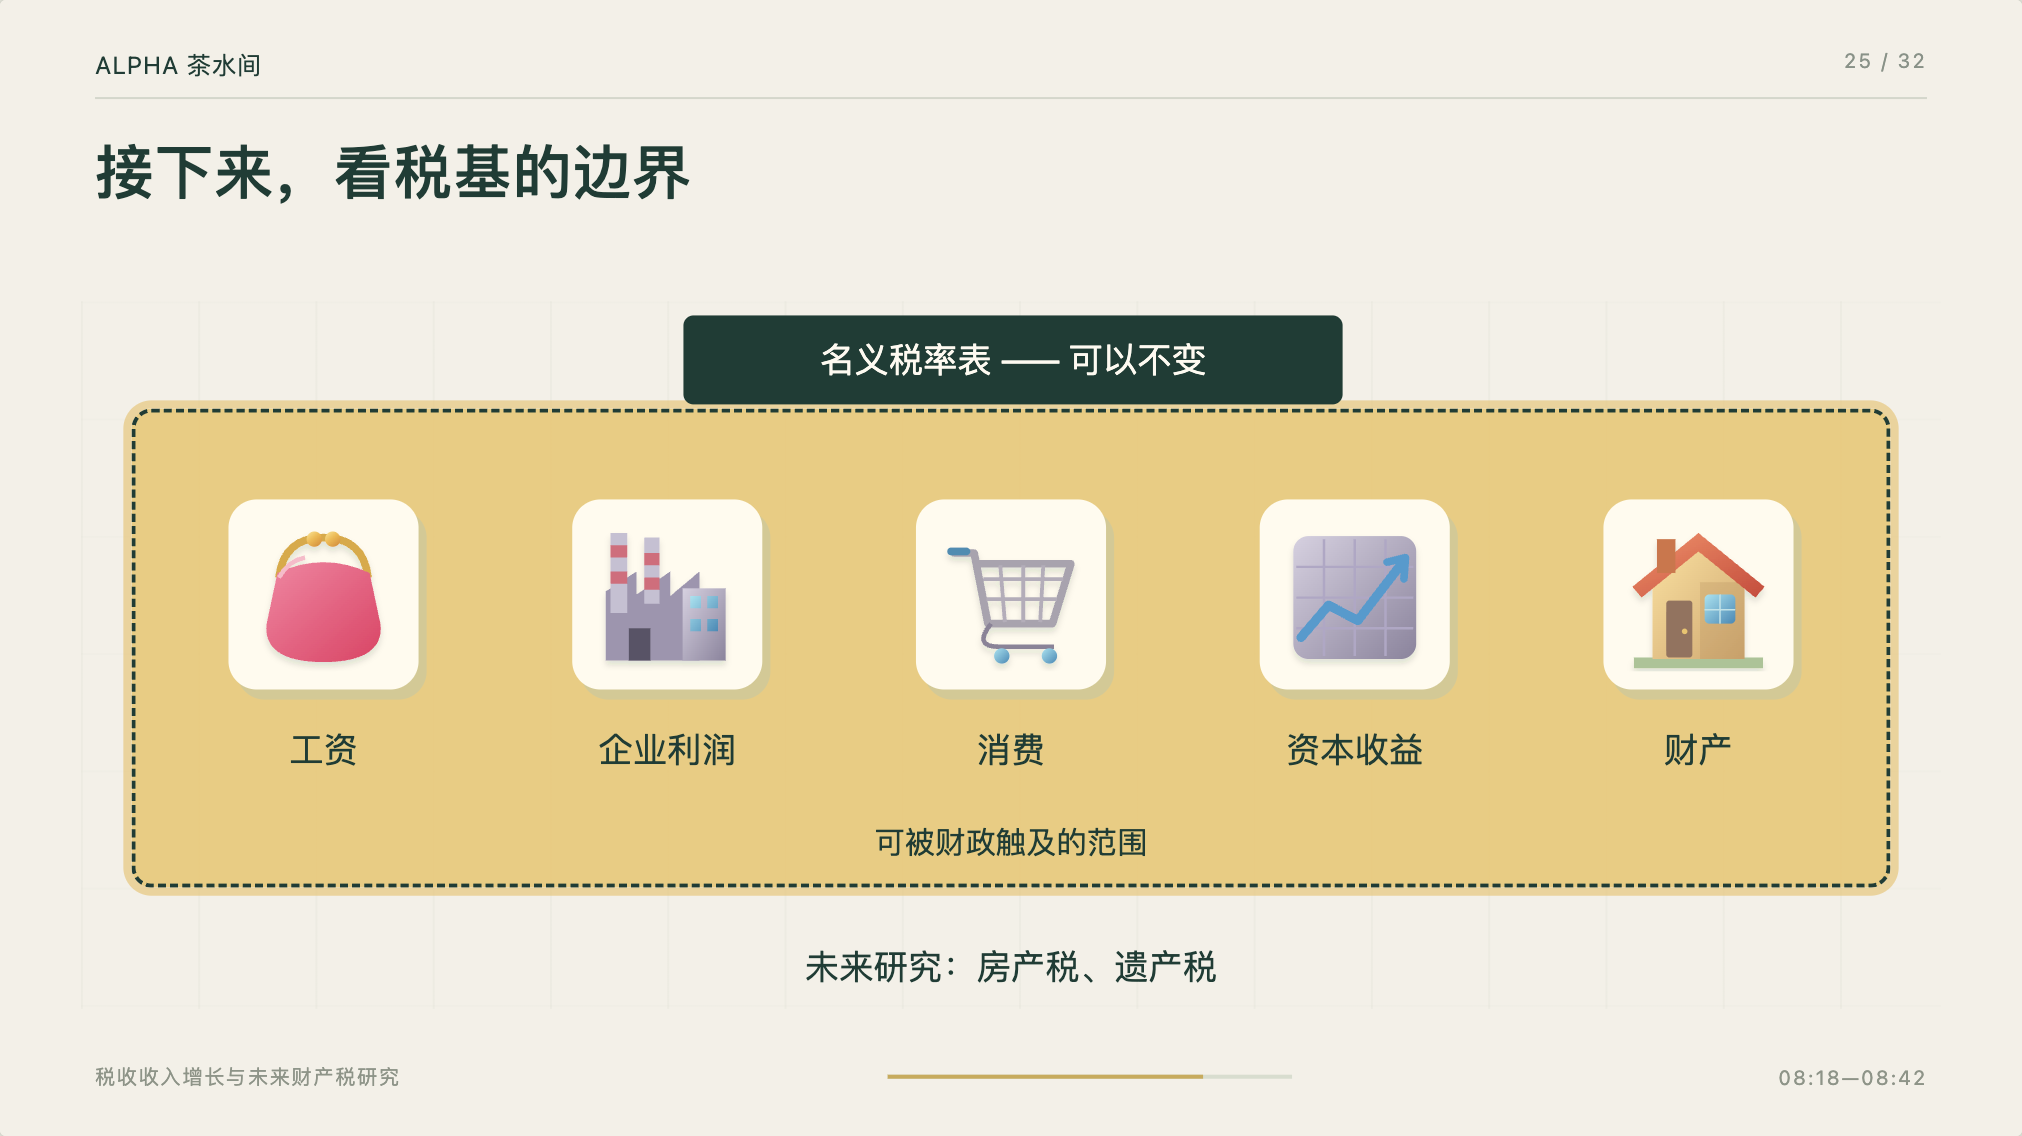 ALPHA 茶水间
25 / 32
接下来，看税基的边界
名义税率表 —— 可以不变
工资
企业利润
消费
资本收益
财产
可被财政触及的范围
未来研究：房产税、遗产税
税收收入增长与未来财产税研究
08:18—08:42